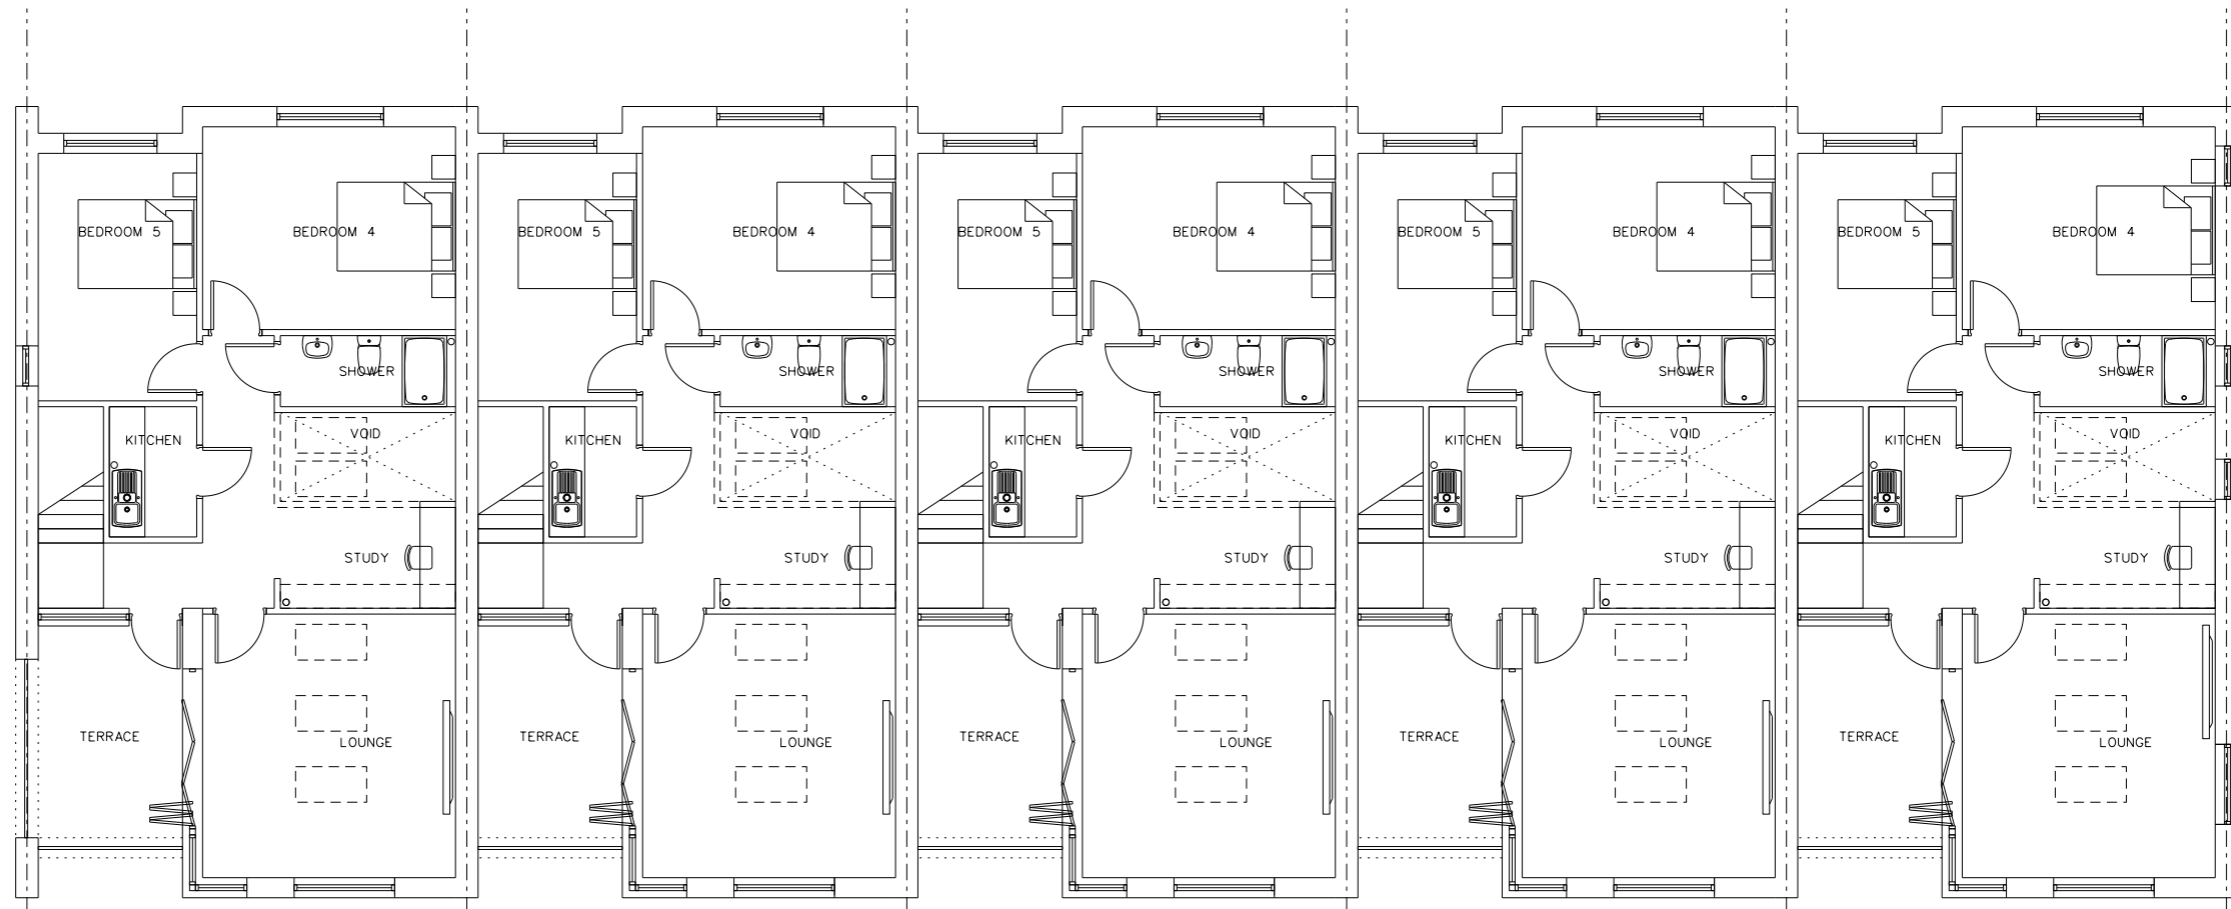 BEDROOM 5 BEDROOM 4 BEDROOM 5 BEDROOM 4 BEDROOM 5 BEDROOM 4 BEDROOM 5 BEDROOM 4 BEDROOM 5 BEDROOM 4
SHOWER SHOWER SHOWER SHOWER SHOWER
VOID VOID VOID VOID VOID
KITCHEN KITCHEN KITCHEN KITCHEN KITCHEN
STUDY STUDY STUDY STUDY STUDY
TERRACE LOUNGE TERRACE LOUNGE TERRACE LOUNGE TERRACE LOUNGE TERRACE LOUNGE